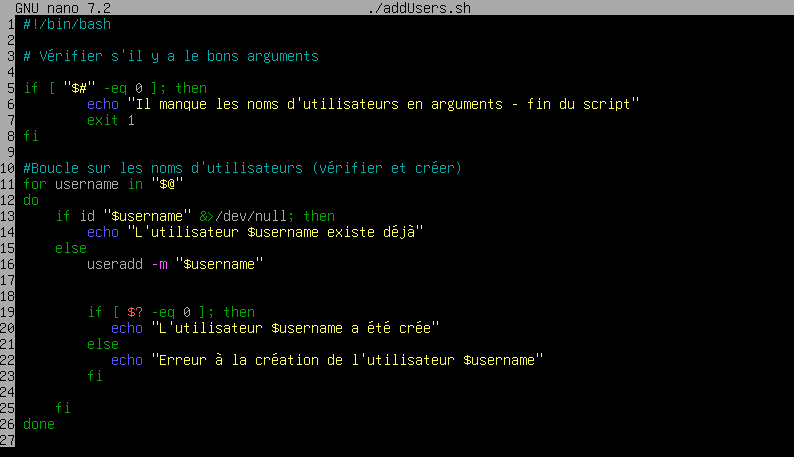 GNU nano 7.2 ./addUsers.sh
1 #!/bin/bash
2
3 # Vérifier s'il y a le bons arguments
4
5 if [ "$#" -eq 0 ]; then
6         echo "Il manque les noms d'utilisateurs en arguments - fin du script"
7         exit 1
8 fi
9
10 #Boucle sur les noms d'utilisateurs (vérifier et créer)
11 for username in "$@"
12 do
13     if id "$username" &>/dev/null; then
14         echo "L'utilisateur $username existe déjà"
15     else
16         useradd -m "$username"
17
18
19         if [ $? -eq 0 ]; then
20            echo "L'utilisateur $username a été crée"
21         else
22            echo "Erreur à la création de l'utilisateur $username"
23         fi
24
25     fi
26 done
27